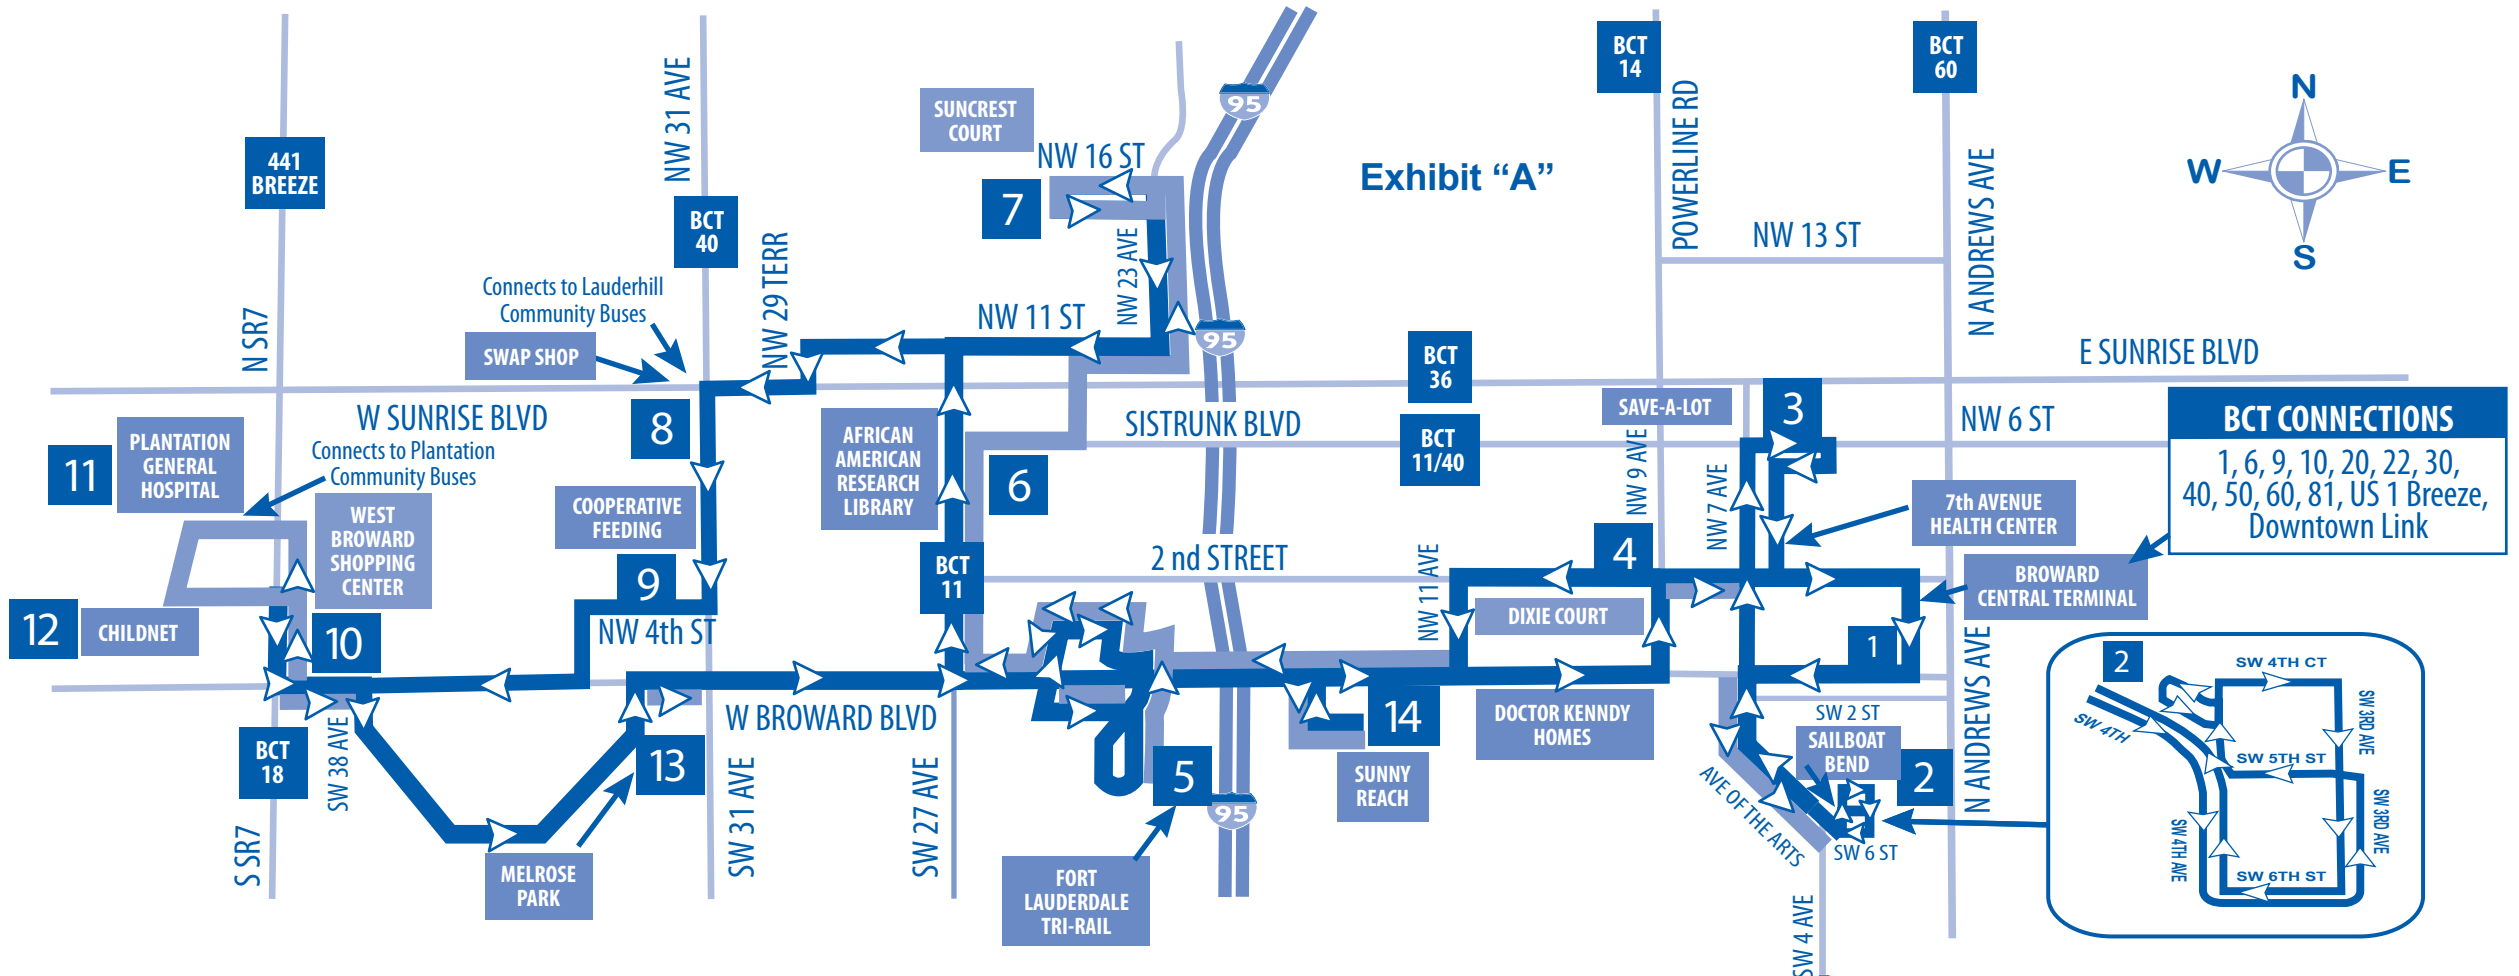 BCT
14
BCT
60
N
W
E
S
95
NW 31 AVE
SUNCREST
COURT
NW 16 ST
Exhibit “A”
POWERLINE RD
N ANDREWS AVE
441
BREEZE
7
BCT
40
NW 13 ST
NW 29 TERR
NW 23 AVE
Connects to Lauderhill
Community Buses
NW 11 ST
N SR7
SWAP SHOP
95
BCT
36
E SUNRISE BLVD
W SUNRISE BLVD
8
SISTRUNK BLVD
BCT
11/40
SAVE-A-LOT
3
NW 6 ST
BCT CONNECTIONS
1, 6, 9, 10, 20, 22, 30,
40, 50, 60, 81, US 1 Breeze,
Downtown Link
11
PLANTATION
GENERAL
HOSPITAL
Connects to Plantation
Community Buses
AFRICAN
AMERICAN
RESEARCH
LIBRARY
6
NW 9 AVE
NW 7 AVE
COOPERATIVE
FEEDING
WEST
BROWARD
SHOPPING
CENTER
7th AVENUE
HEALTH CENTER
BCT
11
2 nd STREET
NW 11 AVE
4
9
BROWARD
CENTRAL TERMINAL
12
CHILDNET
10
NW 4th ST
DIXIE COURT
1
N ANDREWS AVE
W BROWARD BLVD
14
DOCTOR KENNDY
HOMES
SW 2 ST
SAILBOAT
BEND
2
BCT
18
SW 38 AVE
13
SW 31 AVE
SW 27 AVE
5
95
SUNNY
REACH
AVE OF THE ARTS
SW 6 ST
S SR7
MELROSE
PARK
FORT
LAUDERDALE
TRI-RAIL
SW 4 AVE
2
SW 4TH CT
SW 4TH
SW 3RD AVE
SW 5TH ST
SW 3RD AVE
SW 4TH AVE
SW 6TH ST